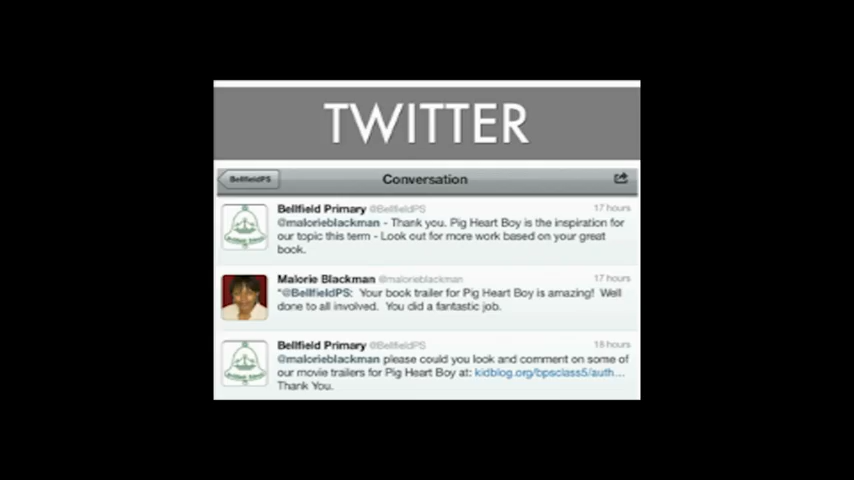 TWITTER
BellfieldPS
Conversation
Bellfield Primary @BellfieldPS 17 hours
@malorieblackman - Thank you. Pig Heart Boy is the inspiration for
our topic this term - Look out for more work based on your great
book.
Malorie Blackman @malorieblackman 17 hours
"@BellfieldPS: Your book trailer for Pig Heart Boy is amazing! Well
done to all involved. You did a fantastic job.
Bellfield Primary @BellfieldPS 18 hours
@malorieblackman please could you look and comment on some of
our movie trailers for Pig Heart Boy at: kidblog.org/bpsclass5/auth...
Thank You.